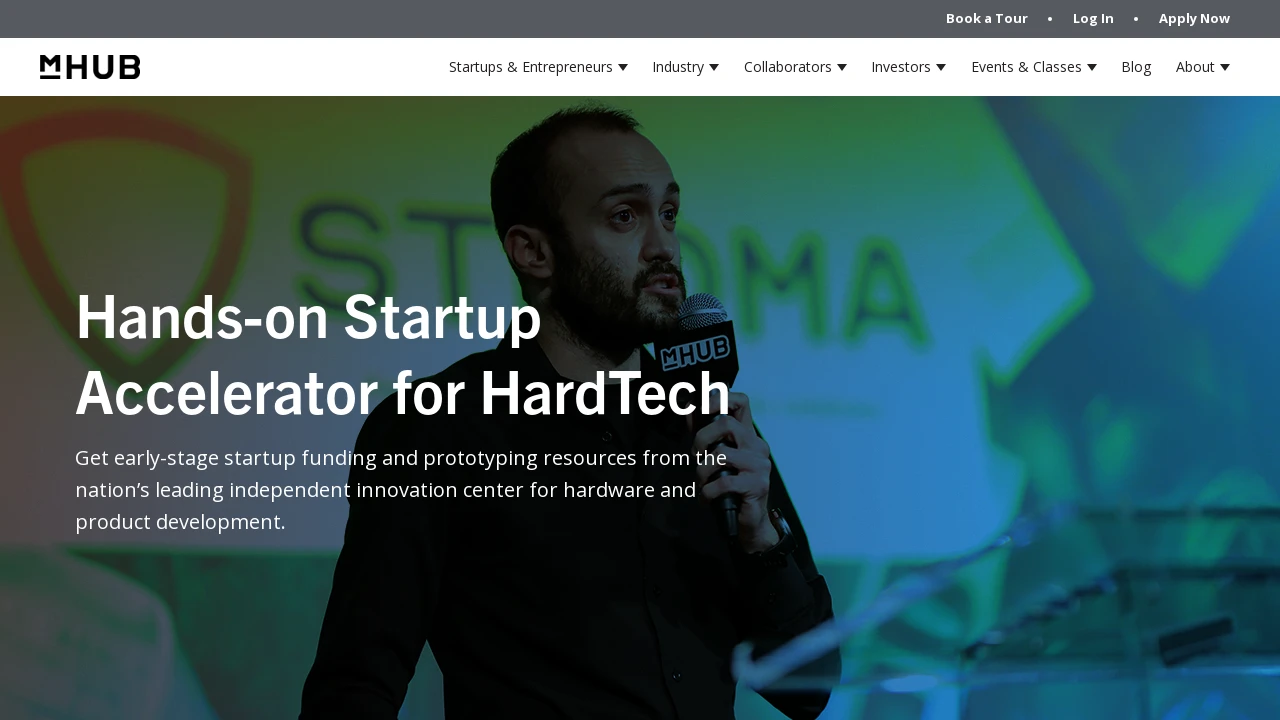 Book a Tour • Log In • Apply Now
MHUB
Startups & Entrepreneurs Industry Collaborators Investors Events & Classes Blog About
STROMA
Hands-on Startup
MHUB
Accelerator for HardTech
Get early-stage startup funding and prototyping resources from the
nation’s leading independent innovation center for hardware and
product development.